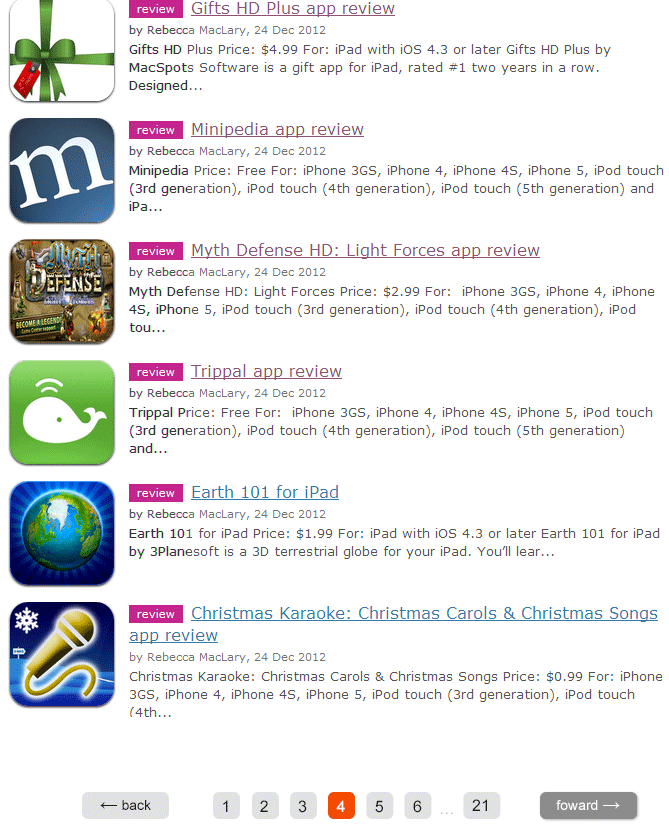 review Gifts HD Plus app review
by Rebecca MacLary, 24 Dec 2012
Gifts HD Plus Price: $4.99 For: iPad with iOS 4.3 or later Gifts HD Plus by
MacSpots Software is a gift app for iPad, rated #1 two years in a row.
Designed...
m
review Minipedia app review
by Rebecca MacLary, 24 Dec 2012
Minipedia Price: Free For: iPhone 3GS, iPhone 4, iPhone 4S, iPhone 5, iPod touch
(3rd generation), iPod touch (4th generation), iPod touch (5th generation) and
iPa...
Myth
DEFENSE
BECOME A LEGEND!
Game Center support!
review Myth Defense HD: Light Forces app review
by Rebecca MacLary, 24 Dec 2012
Myth Defense HD: Light Forces Price: $2.99 For:  iPhone 3GS, iPhone 4, iPhone
4S, iPhone 5, iPod touch (3rd generation), iPod touch (4th generation), iPod
tou...
review Trippal app review
by Rebecca MacLary, 24 Dec 2012
Trippal Price: Free For:  iPhone 3GS, iPhone 4, iPhone 4S, iPhone 5, iPod touch
(3rd generation), iPod touch (4th generation), iPod touch (5th generation)
and...
review Earth 101 for iPad
by Rebecca MacLary, 24 Dec 2012
Earth 101 for iPad Price: $1.99 For: iPad with iOS 4.3 or later Earth 101 for iPad
by 3Planesoft is a 3D terrestrial globe for your iPad. You’ll lear...
review Christmas Karaoke: Christmas Carols & Christmas Songs
app review
by Rebecca MacLary, 24 Dec 2012
Christmas Karaoke: Christmas Carols & Christmas Songs Price: $0.99 For: iPhone
3GS, iPhone 4, iPhone 4S, iPhone 5, iPod touch (3rd generation), iPod touch
(4th...
← back 1 2 3 4 5 6 ... 21 foward →